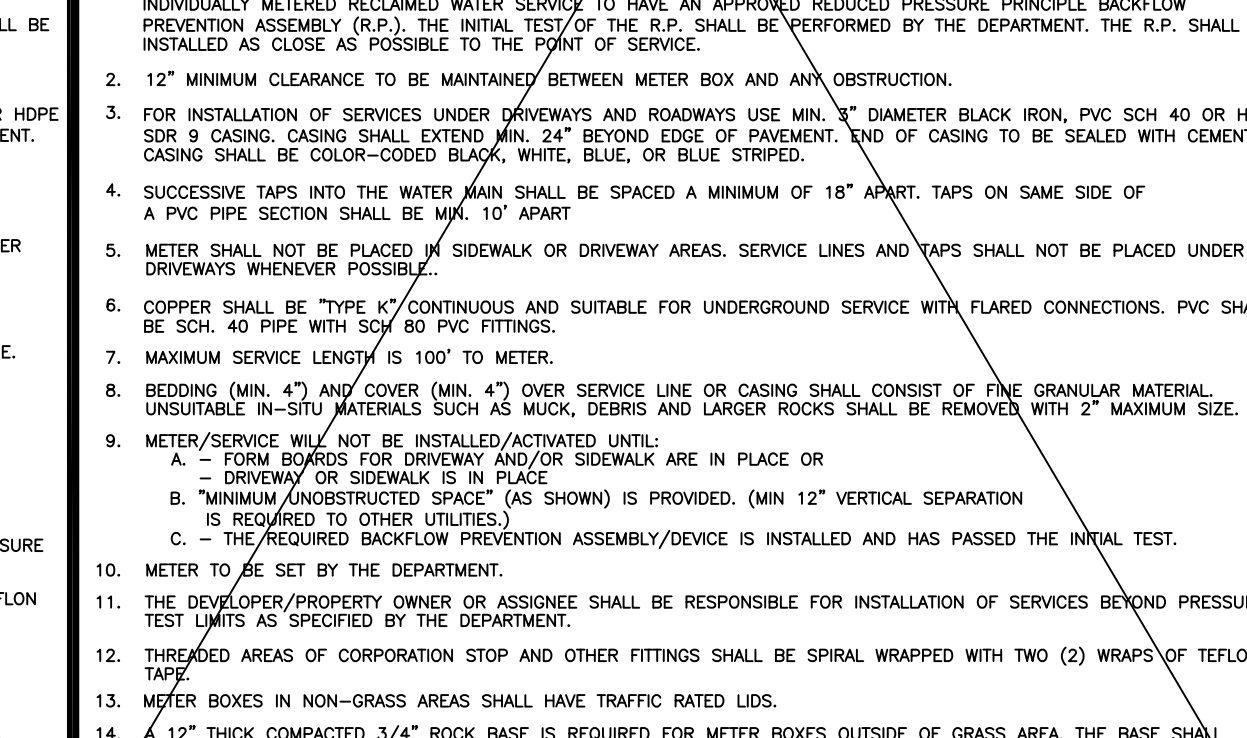 INDIVIDUALLY METERED RECLAIMED WATER SERVICE TO HAVE AN APPROVED REDUCED PRESSURE PRINCIPLE BACKFLOW
LL BE
PREVENTION ASSEMBLY (R.P.). THE INITIAL TEST OF THE R.P. SHALL BE PERFORMED BY THE DEPARTMENT. THE R.P. SHALL
INSTALLED AS CLOSE AS POSSIBLE TO THE POINT OF SERVICE.
2. 12" MINIMUM CLEARANCE TO BE MAINTAINED BETWEEN METER BOX AND ANY OBSTRUCTION.
R HDPE
3. FOR INSTALLATION OF SERVICES UNDER DRIVEWAYS AND ROADWAYS USE MIN. 3" DIAMETER BLACK IRON, PVC SCH 40 OR H
ENT.
SDR 9 CASING. CASING SHALL EXTEND MIN. 24" BEYOND EDGE OF PAVEMENT. END OF CASING TO BE SEALED WITH CEMENT
CASING SHALL BE COLOR-CODED BLACK, WHITE, BLUE, OR BLUE STRIPED.
4. SUCCESSIVE TAPS INTO THE WATER MAIN SHALL BE SPACED A MINIMUM OF 18" APART. TAPS ON SAME SIDE OF
A PVC PIPE SECTION SHALL BE MIN. 10' APART
ER
5. METER SHALL NOT BE PLACED IN SIDEWALK OR DRIVEWAY AREAS. SERVICE LINES AND TAPS SHALL NOT BE PLACED UNDER
DRIVEWAYS WHENEVER POSSIBLE..
6. COPPER SHALL BE "TYPE K" CONTINUOUS AND SUITABLE FOR UNDERGROUND SERVICE WITH FLARED CONNECTIONS. PVC SHA
BE SCH. 40 PIPE WITH SCH 80 PVC FITTINGS.
E.
7. MAXIMUM SERVICE LENGTH IS 100' TO METER.
8. BEDDING (MIN. 4") AND COVER (MIN. 4") OVER SERVICE LINE OR CASING SHALL CONSIST OF FINE GRANULAR MATERIAL.
UNSUITABLE IN-SITU MATERIALS SUCH AS MUCK, DEBRIS AND LARGER ROCKS SHALL BE REMOVED WITH 2" MAXIMUM SIZE.
9. METER/SERVICE WILL NOT BE INSTALLED/ACTIVATED UNTIL:
A. - FORM BOARDS FOR DRIVEWAY AND/OR SIDEWALK ARE IN PLACE OR
- DRIVEWAY OR SIDEWALK IS IN PLACE
B. "MINIMUM UNOBSTRUCTED SPACE" (AS SHOWN) IS PROVIDED. (MIN 12" VERTICAL SEPARATION
IS REQUIRED TO OTHER UTILITIES.)
SSURE
C. - THE REQUIRED BACKFLOW PREVENTION ASSEMBLY/DEVICE IS INSTALLED AND HAS PASSED THE INITIAL TEST.
10. METER TO BE SET BY THE DEPARTMENT.
FLON
11. THE DEVELOPER/PROPERTY OWNER OR ASSIGNEE SHALL BE RESPONSIBLE FOR INSTALLATION OF SERVICES BEYOND PRESSU
TEST LIMITS AS SPECIFIED BY THE DEPARTMENT.
12. THREADED AREAS OF CORPORATION STOP AND OTHER FITTINGS SHALL BE SPIRAL WRAPPED WITH TWO (2) WRAPS OF TEFLO
TAPE.
13. METER BOXES IN NON-GRASS AREAS SHALL HAVE TRAFFIC RATED LIDS.
14. A 12" THICK COMPACTED 3/4" ROCK BASE IS REQUIRED FOR METER BOXES OUTSIDE OF GRASS AREA. THE BASE SHALL